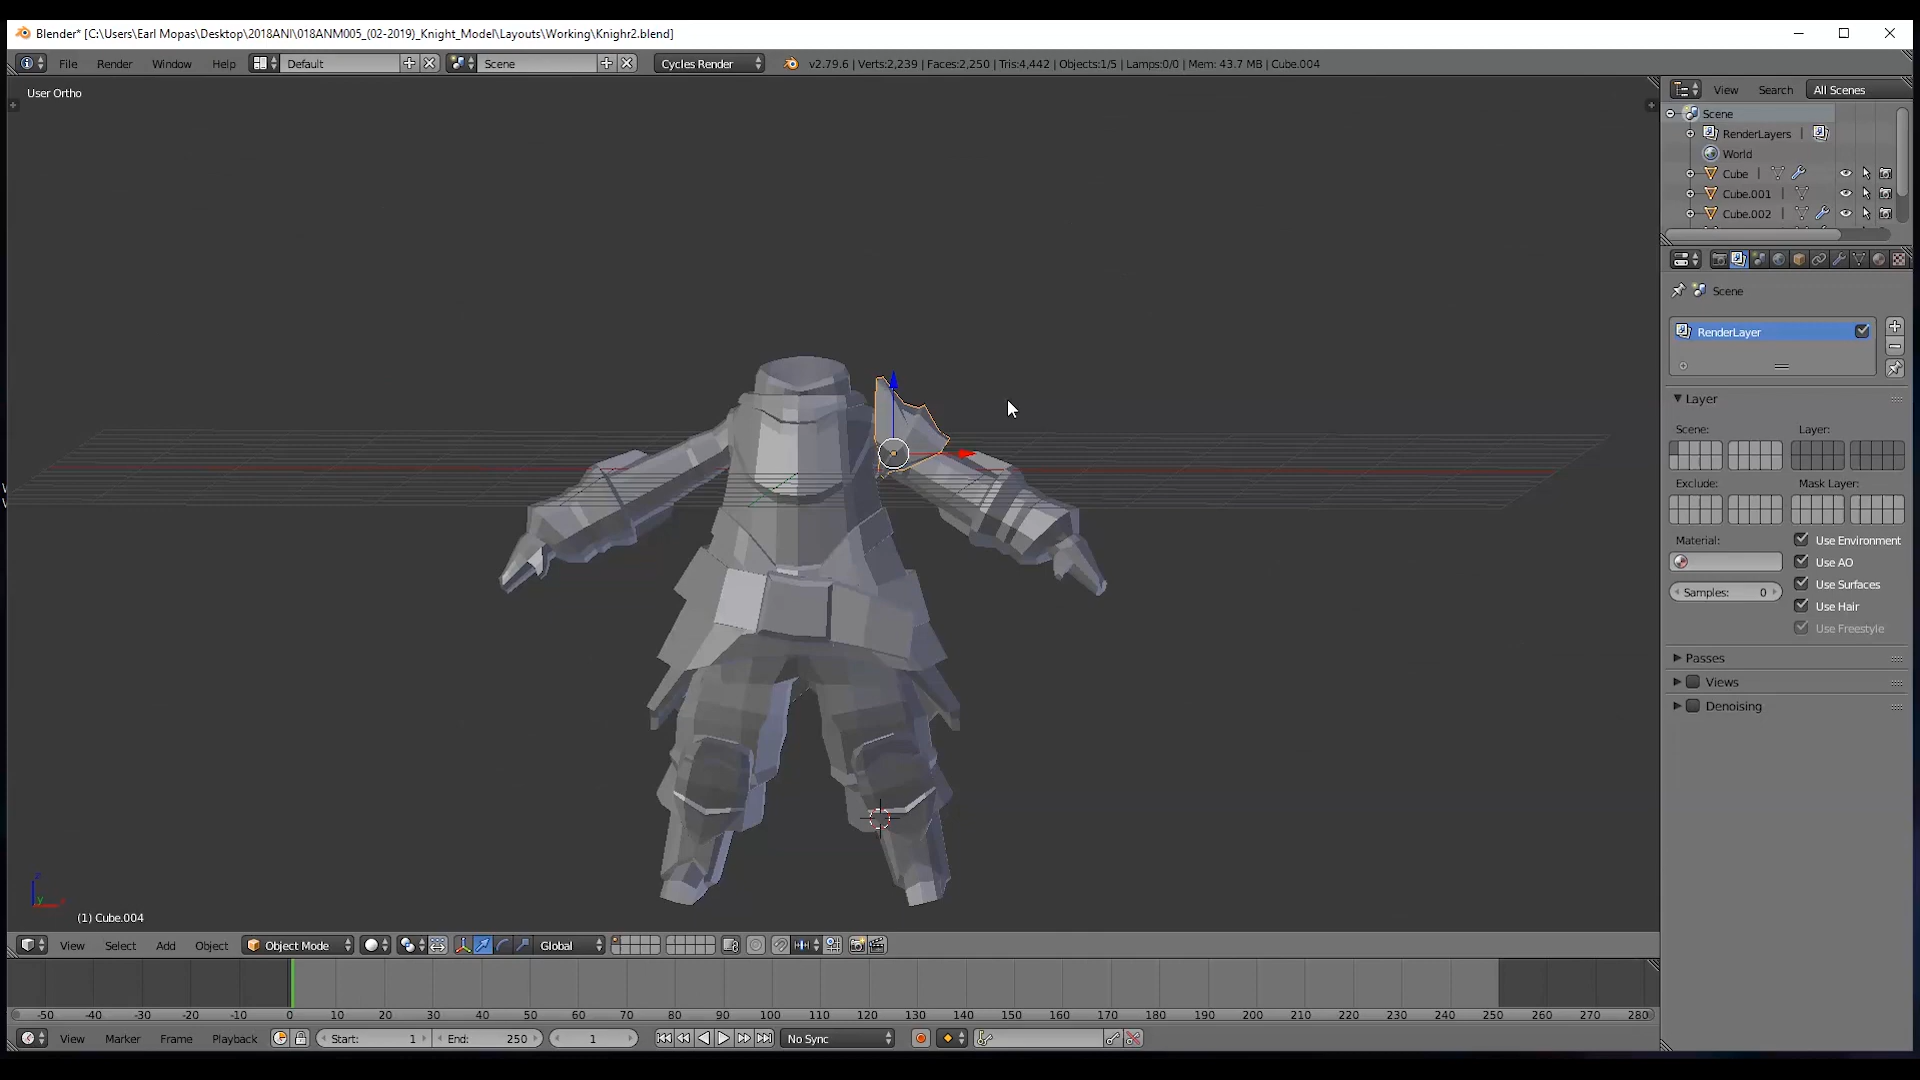 Blender* [C:\Users\Earl Mopas\Desktop\2018ANI\018ANM005_(02-2019)_Knight_Model\Layouts\Working\Knighr2.blend]
File Render Window Help Default Scene Cycles Render v2.79.6 | Verts:2,239 | Faces:2,250 | Tris:4,442 | Objects:1/5 | Lamps:0/0 | Mem: 43.7 MB | Cube.004
User Ortho
View Search All Scenes
Scene
RenderLayers
World
Cube
Cube.001
Cube.002
Scene
RenderLayer
Layer
Scene: Layer:
Exclude: Mask Layer:
Material: Use Environment
Use AO
Samples: 0 Use Surfaces
Use Hair
Use Freestyle
Passes
Views
Denoising
z
y
(1) Cube.004
View Select Add Object Object Mode Global
-50 -40 -30 -20 -10 0 10 20 30 40 50 60 70 80 90 100 110 120 130 140 150 160 170 180 190 200 210 220 230 240 250 260 270 280
View Marker Frame Playback Start: 1 End: 250 1 No Sync